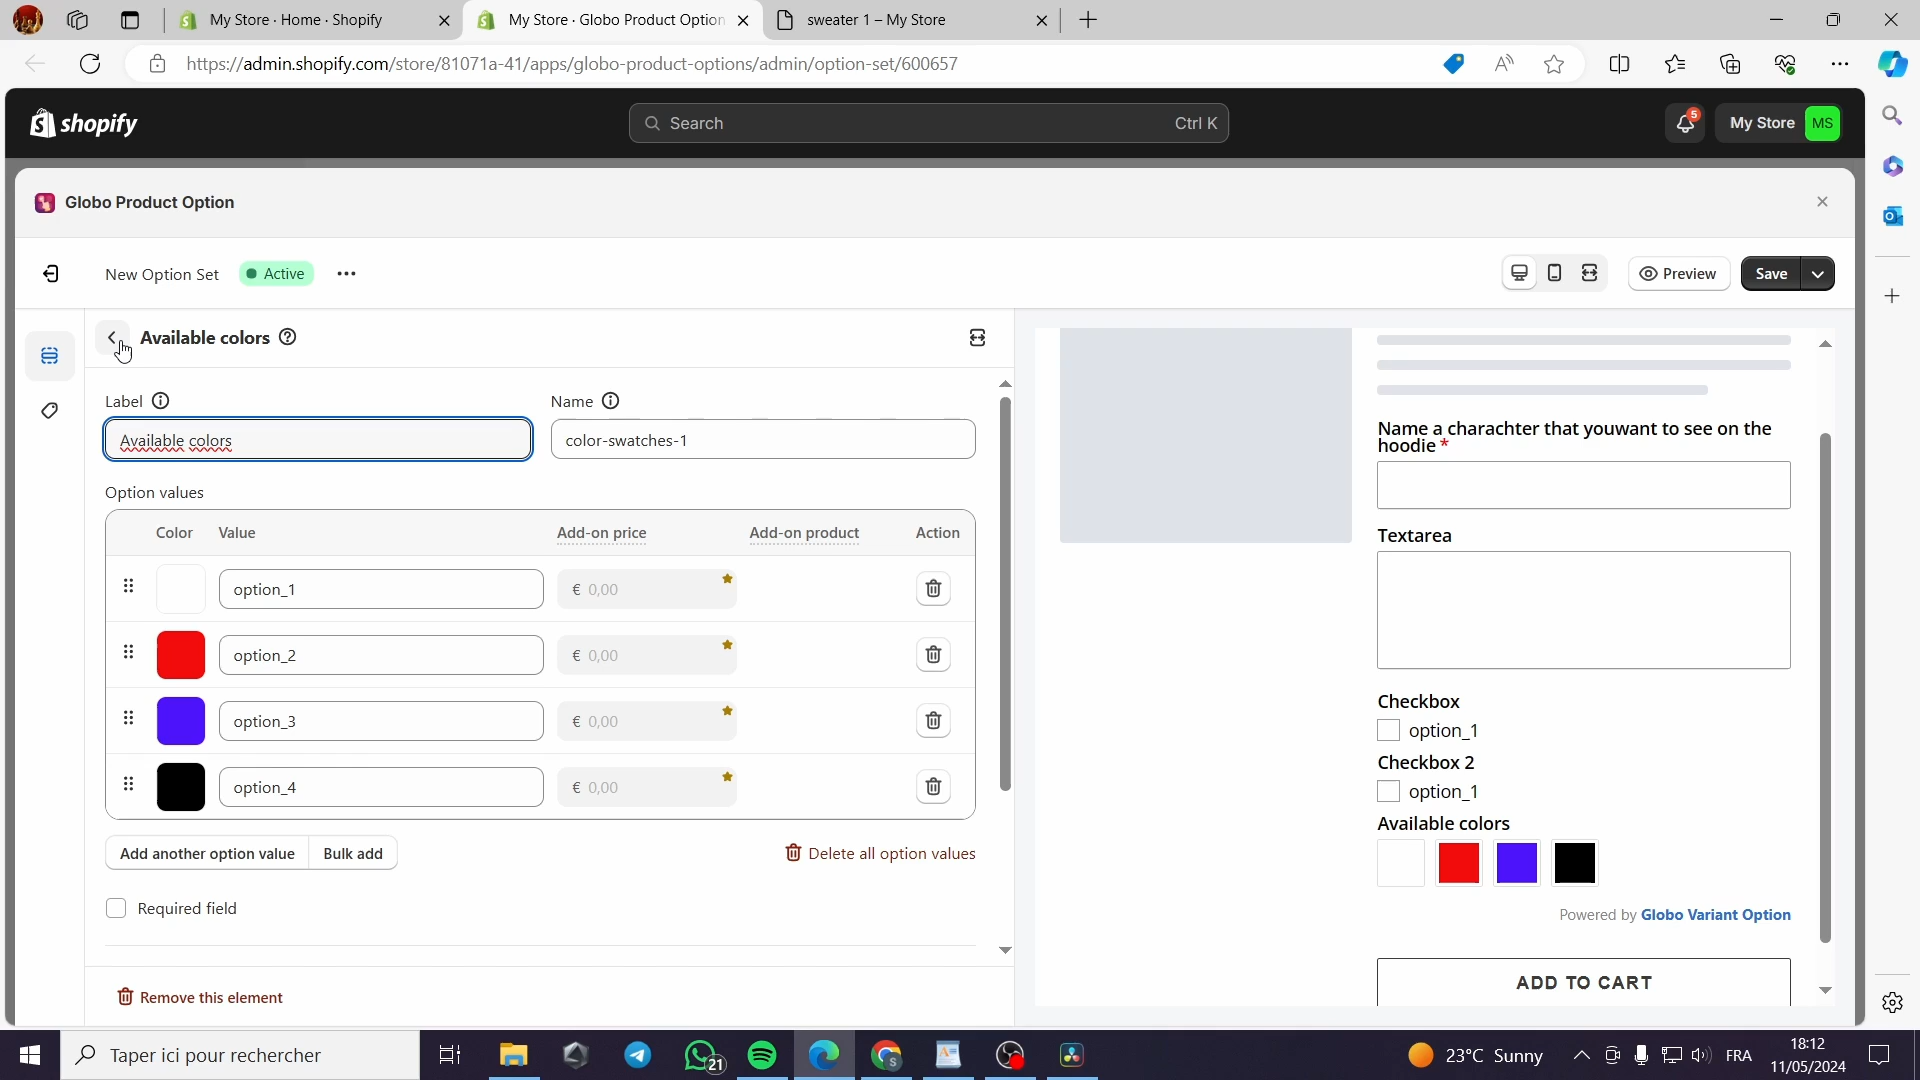 My Store · Home · Shopify
My Store · Globo Product Option
sweater 1 – My Store
https://admin.shopify.com/store/81071a-41/apps/globo-product-options/admin/option-set/600657
shopify
Search
Ctrl K
5
My Store
MS
Globo Product Option
New Option Set
Active
Preview
Save
Available colors
Label
Name
Available colors
color-swatches-1
Option values
Color
Value
Add-on price
Add-on product
Action
option_1
€ 0,00
option_2
€ 0,00
option_3
€ 0,00
option_4
€ 0,00
Add another option value
Bulk add
Delete all option values
Required field
Remove this element
Name a charachter that youwant to see on the
hoodie *
Textarea
Checkbox
option_1
Checkbox 2
option_1
Available colors
Powered by Globo Variant Option
ADD TO CART
Taper ici pour rechercher
21
23°C Sunny
FRA
18:12
11/05/2024